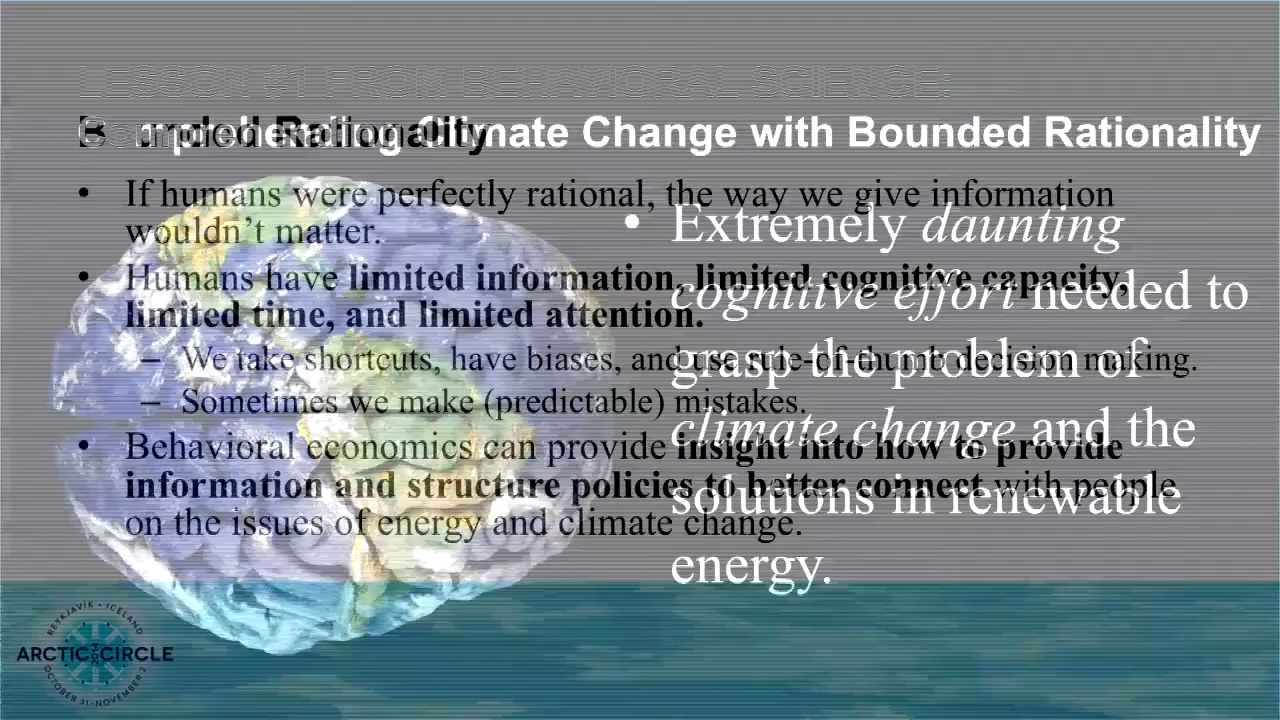 LESSON #1 FROM BEHAVIORAL SCIENCE:
Bounded Rationality
Comprehending Climate Change with Bounded Rationality
• If humans were perfectly rational, the way we give information
wouldn't matter.
• Humans have limited information, limited cognitive capacity,
limited time, and limited attention.
– We take shortcuts, have biases, and use rule-of-thumb decision making.
– Sometimes we make (predictable) mistakes.
• Behavioral economics can provide insight into how to provide
information and structure policies to better connect with people
on the issues of energy and climate change.
• Extremely daunting
cognitive effort needed to
grasp the problem of
climate change and the
solutions in renewable
energy.
REYKJAVÍK • ICELAND
ARCTIC CIRCLE
OCTOBER 31-NOVEMBER 2